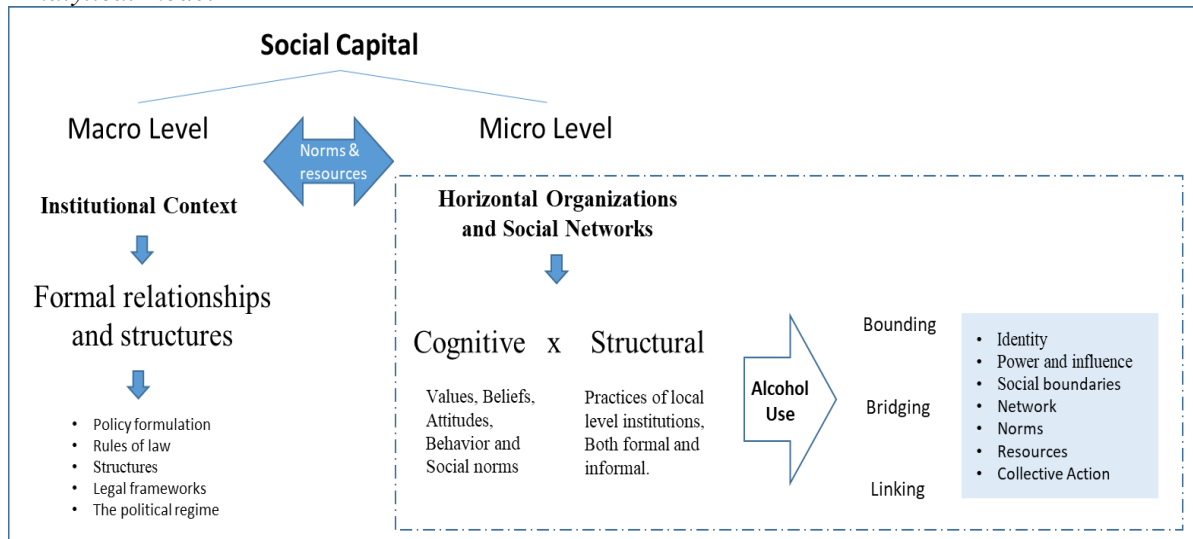 Social Capital
Macro Level
Micro Level
Norms &
resources
Institutional Context
Formal relationships
and structures
• Policy formulation
• Rules of law
• Structures
• Legal frameworks
• The political regime
Horizontal Organizations
and Social Networks
Cognitive x Structural
Values, Beliefs,
Attitudes,
Behavior and
Social norms
Practices of local
level institutions,
Both formal and
informal.
Alcohol
Use
Bounding
Bridging
Linking
• Identity
• Power and influence
• Social boundaries
• Network
• Norms
• Resources
• Collective Action